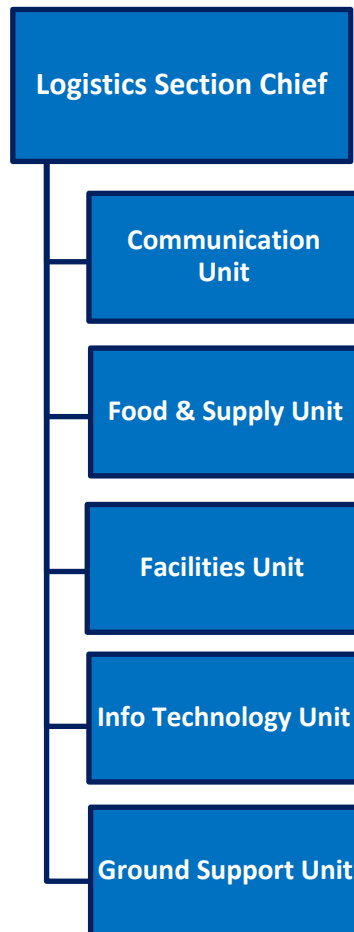 Logistics Section Chief
Communication
Unit
Food & Supply Unit
Facilities Unit
Info Technology Unit
Ground Support Unit